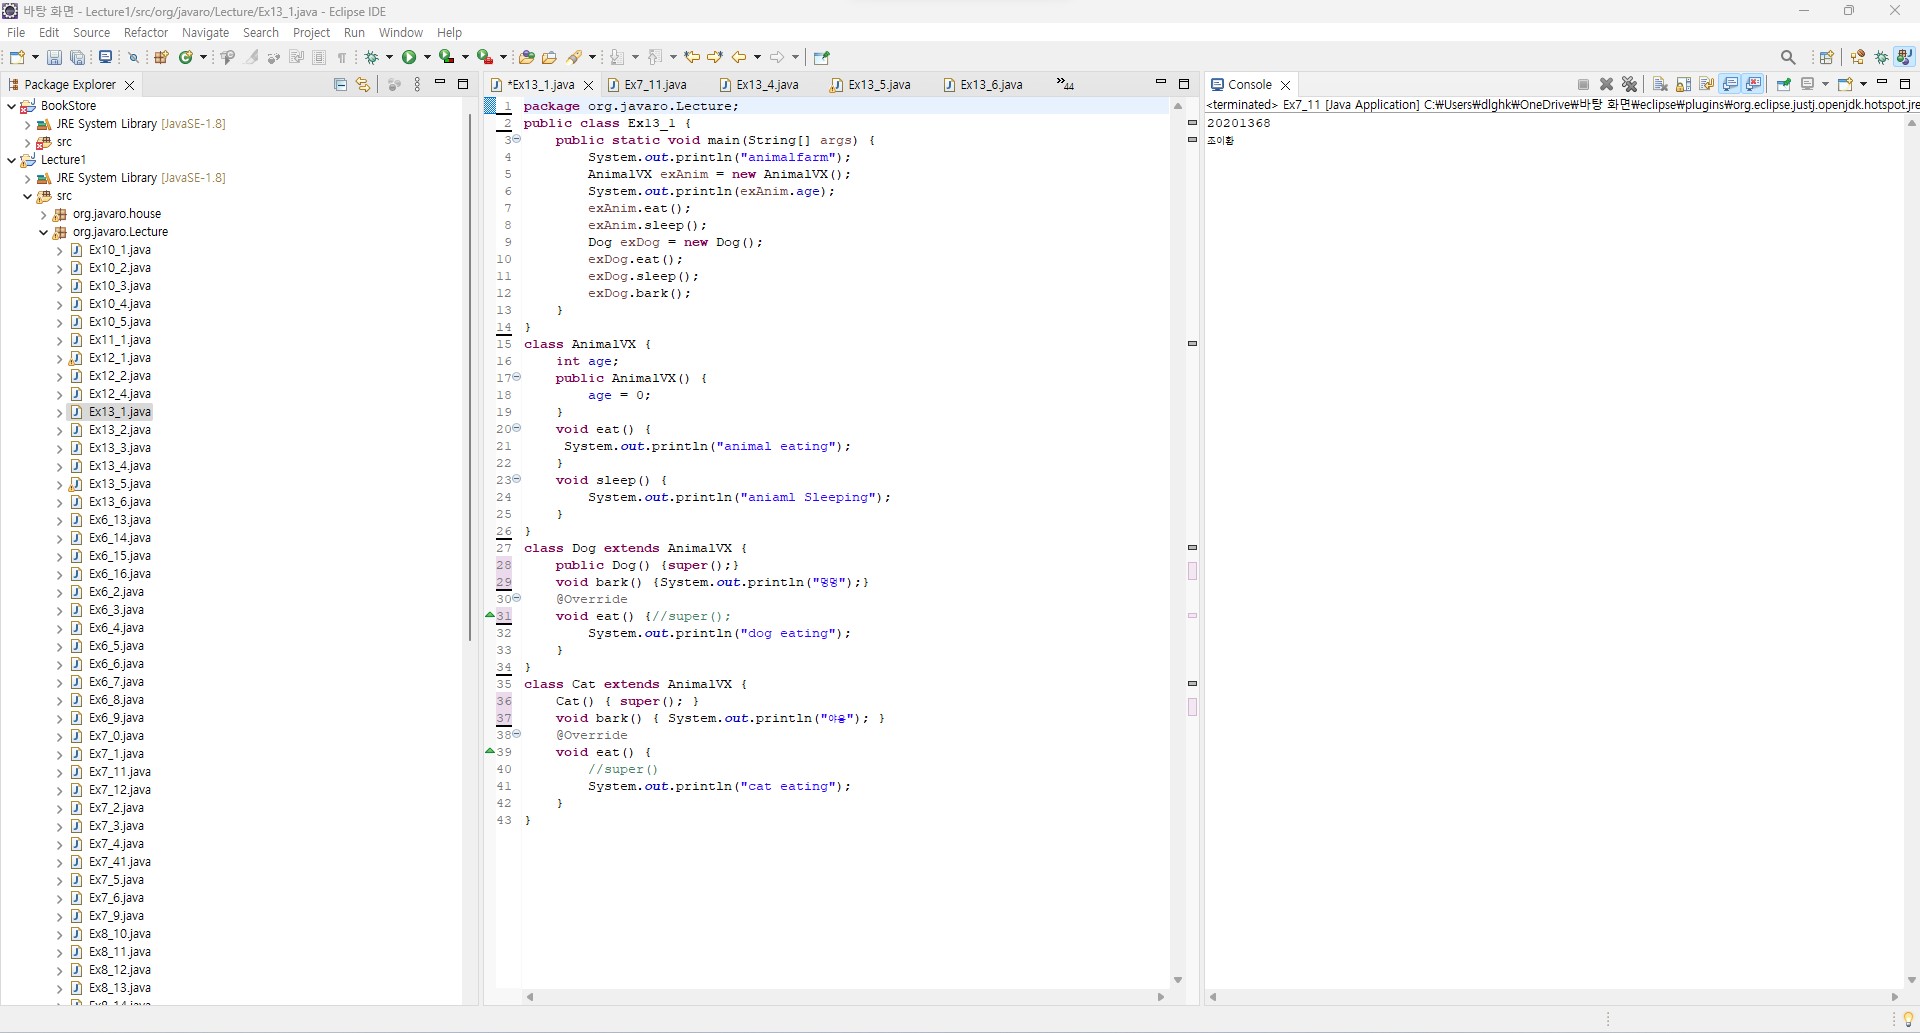 바탕 화면 - Lecture1/src/org/javaro/Lecture/Ex13_1.java - Eclipse IDE
File Edit Source Refactor Navigate Search Project Run Window Help
Package Explorer
BookStore
JRE System Library [JavaSE-1.8]
src
Lecture1
JRE System Library [JavaSE-1.8]
src
org.javaro.house
org.javaro.Lecture
Ex10_1.java
Ex10_2.java
Ex10_3.java
Ex10_4.java
Ex10_5.java
Ex11_1.java
Ex12_1.java
Ex12_2.java
Ex12_4.java
Ex13_1.java
Ex13_2.java
Ex13_3.java
Ex13_4.java
Ex13_5.java
Ex13_6.java
Ex6_13.java
Ex6_14.java
Ex6_15.java
Ex6_16.java
Ex6_2.java
Ex6_3.java
Ex6_4.java
Ex6_5.java
Ex6_6.java
Ex6_7.java
Ex6_8.java
Ex6_9.java
Ex7_0.java
Ex7_1.java
Ex7_11.java
Ex7_12.java
Ex7_2.java
Ex7_3.java
Ex7_4.java
Ex7_41.java
Ex7_5.java
Ex7_6.java
Ex7_9.java
Ex8_10.java
Ex8_11.java
Ex8_12.java
Ex8_13.java
Ex8_14.java
*Ex13_1.java Ex7_11.java Ex13_4.java Ex13_5.java Ex13_6.java »44
1 package org.javaro.Lecture;
2 public class Ex13_1 {
3 public static void main(String[] args) {
4 System.out.println("animalfarm");
5 AnimalVX exAnim = new AnimalVX();
6 System.out.println(exAnim.age);
7 exAnim.eat();
8 exAnim.sleep();
9 Dog exDog = new Dog();
10 exDog.eat();
11 exDog.sleep();
12 exDog.bark();
13 }
14 }
15 class AnimalVX {
16 int age;
17 public AnimalVX() {
18 age = 0;
19 }
20 void eat() {
21 System.out.println("animal eating");
22 }
23 void sleep() {
24 System.out.println("aniaml Sleeping");
25 }
26 }
27 class Dog extends AnimalVX {
28 public Dog() {super();}
29 void bark() {System.out.println("멍멍");}
30 @Override
31 void eat() {//super();
32 System.out.println("dog eating");
33 }
34 }
35 class Cat extends AnimalVX {
36 Cat() { super(); }
37 void bark() { System.out.println("야옹"); }
38 @Override
39 void eat() {
40 //super()
41 System.out.println("cat eating");
42 }
43 }
Console
<terminated> Ex7_11 [Java Application] C:₩Users₩dlghk₩OneDrive₩바탕 화면₩eclipse₩plugins₩org.eclipse.justj.openjdk.hotspot.jre
20201368
조이환